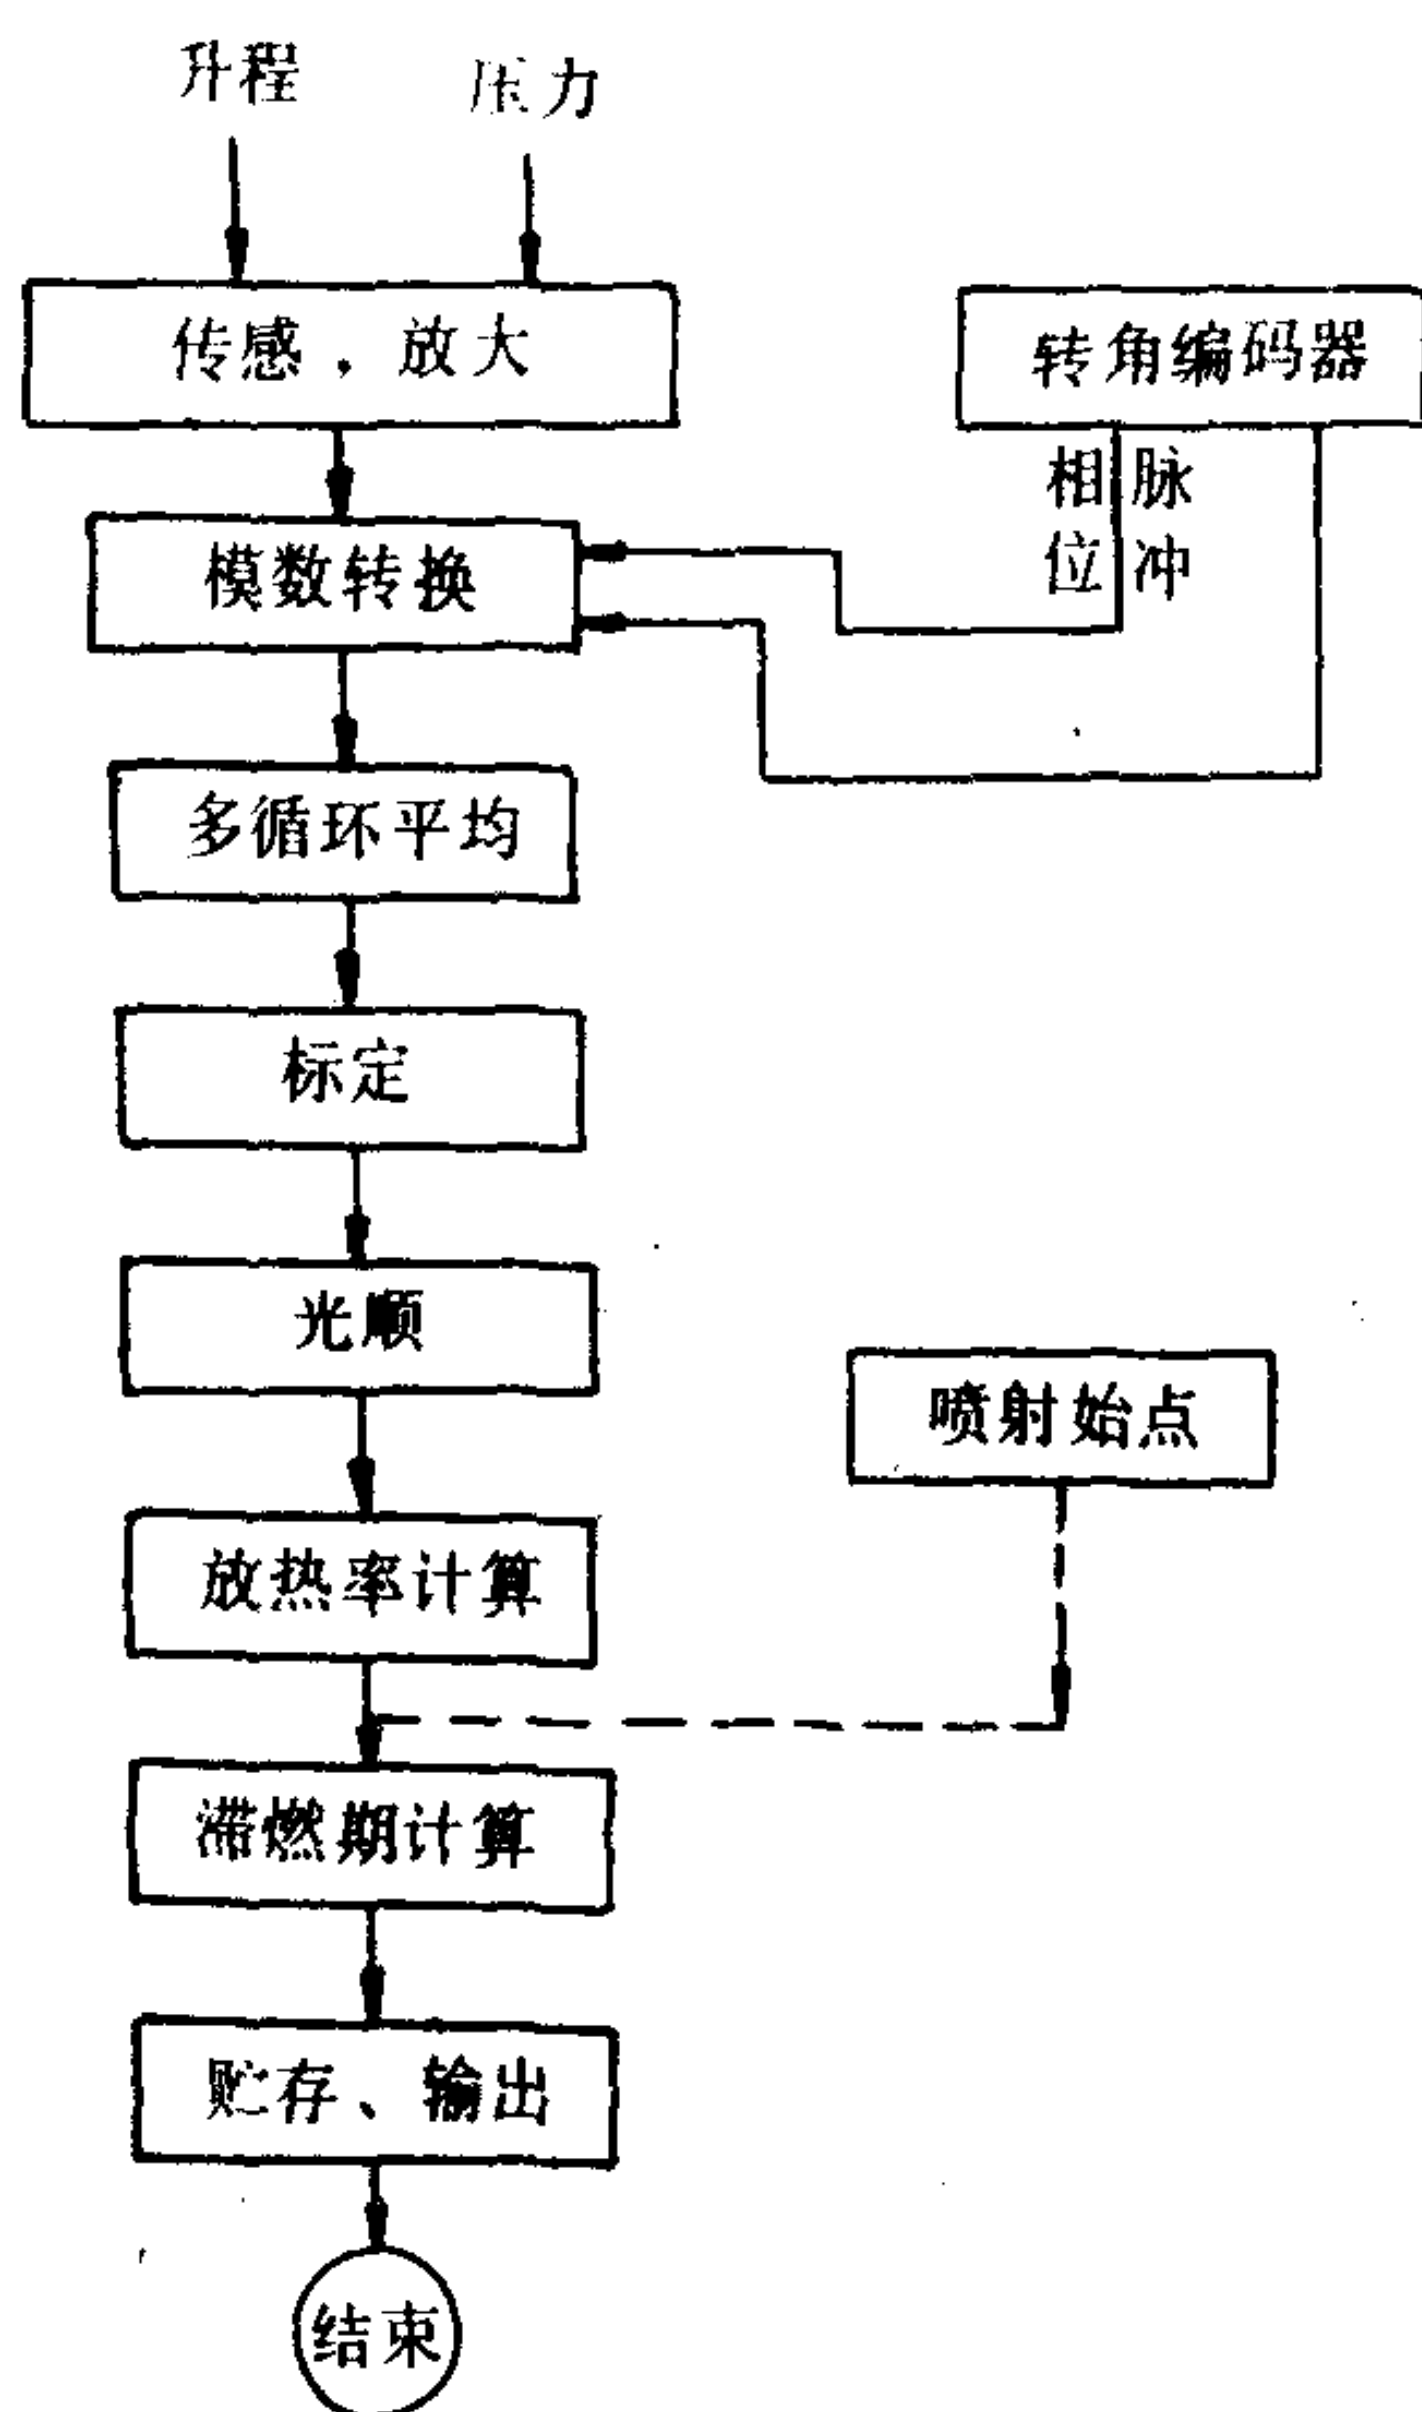 升程
压力
传感，放大
转角编码器
相位
脉冲
模数转换
多循环平均
标定
光顺
喷射始点
放热率计算
滞燃期计算
贮存、输出
结束